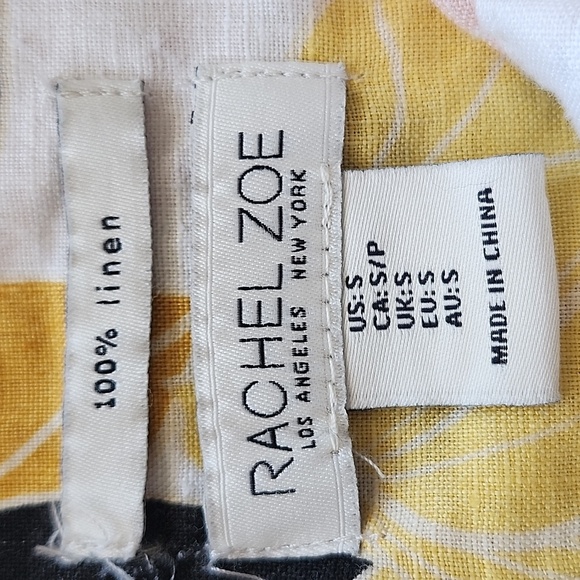 100% linen
RACHEL ZOE
LOS ANGELES NEW YORK
US:S
CA:S/P
UK:S
EU:S
AU:S
MADE IN CHINA